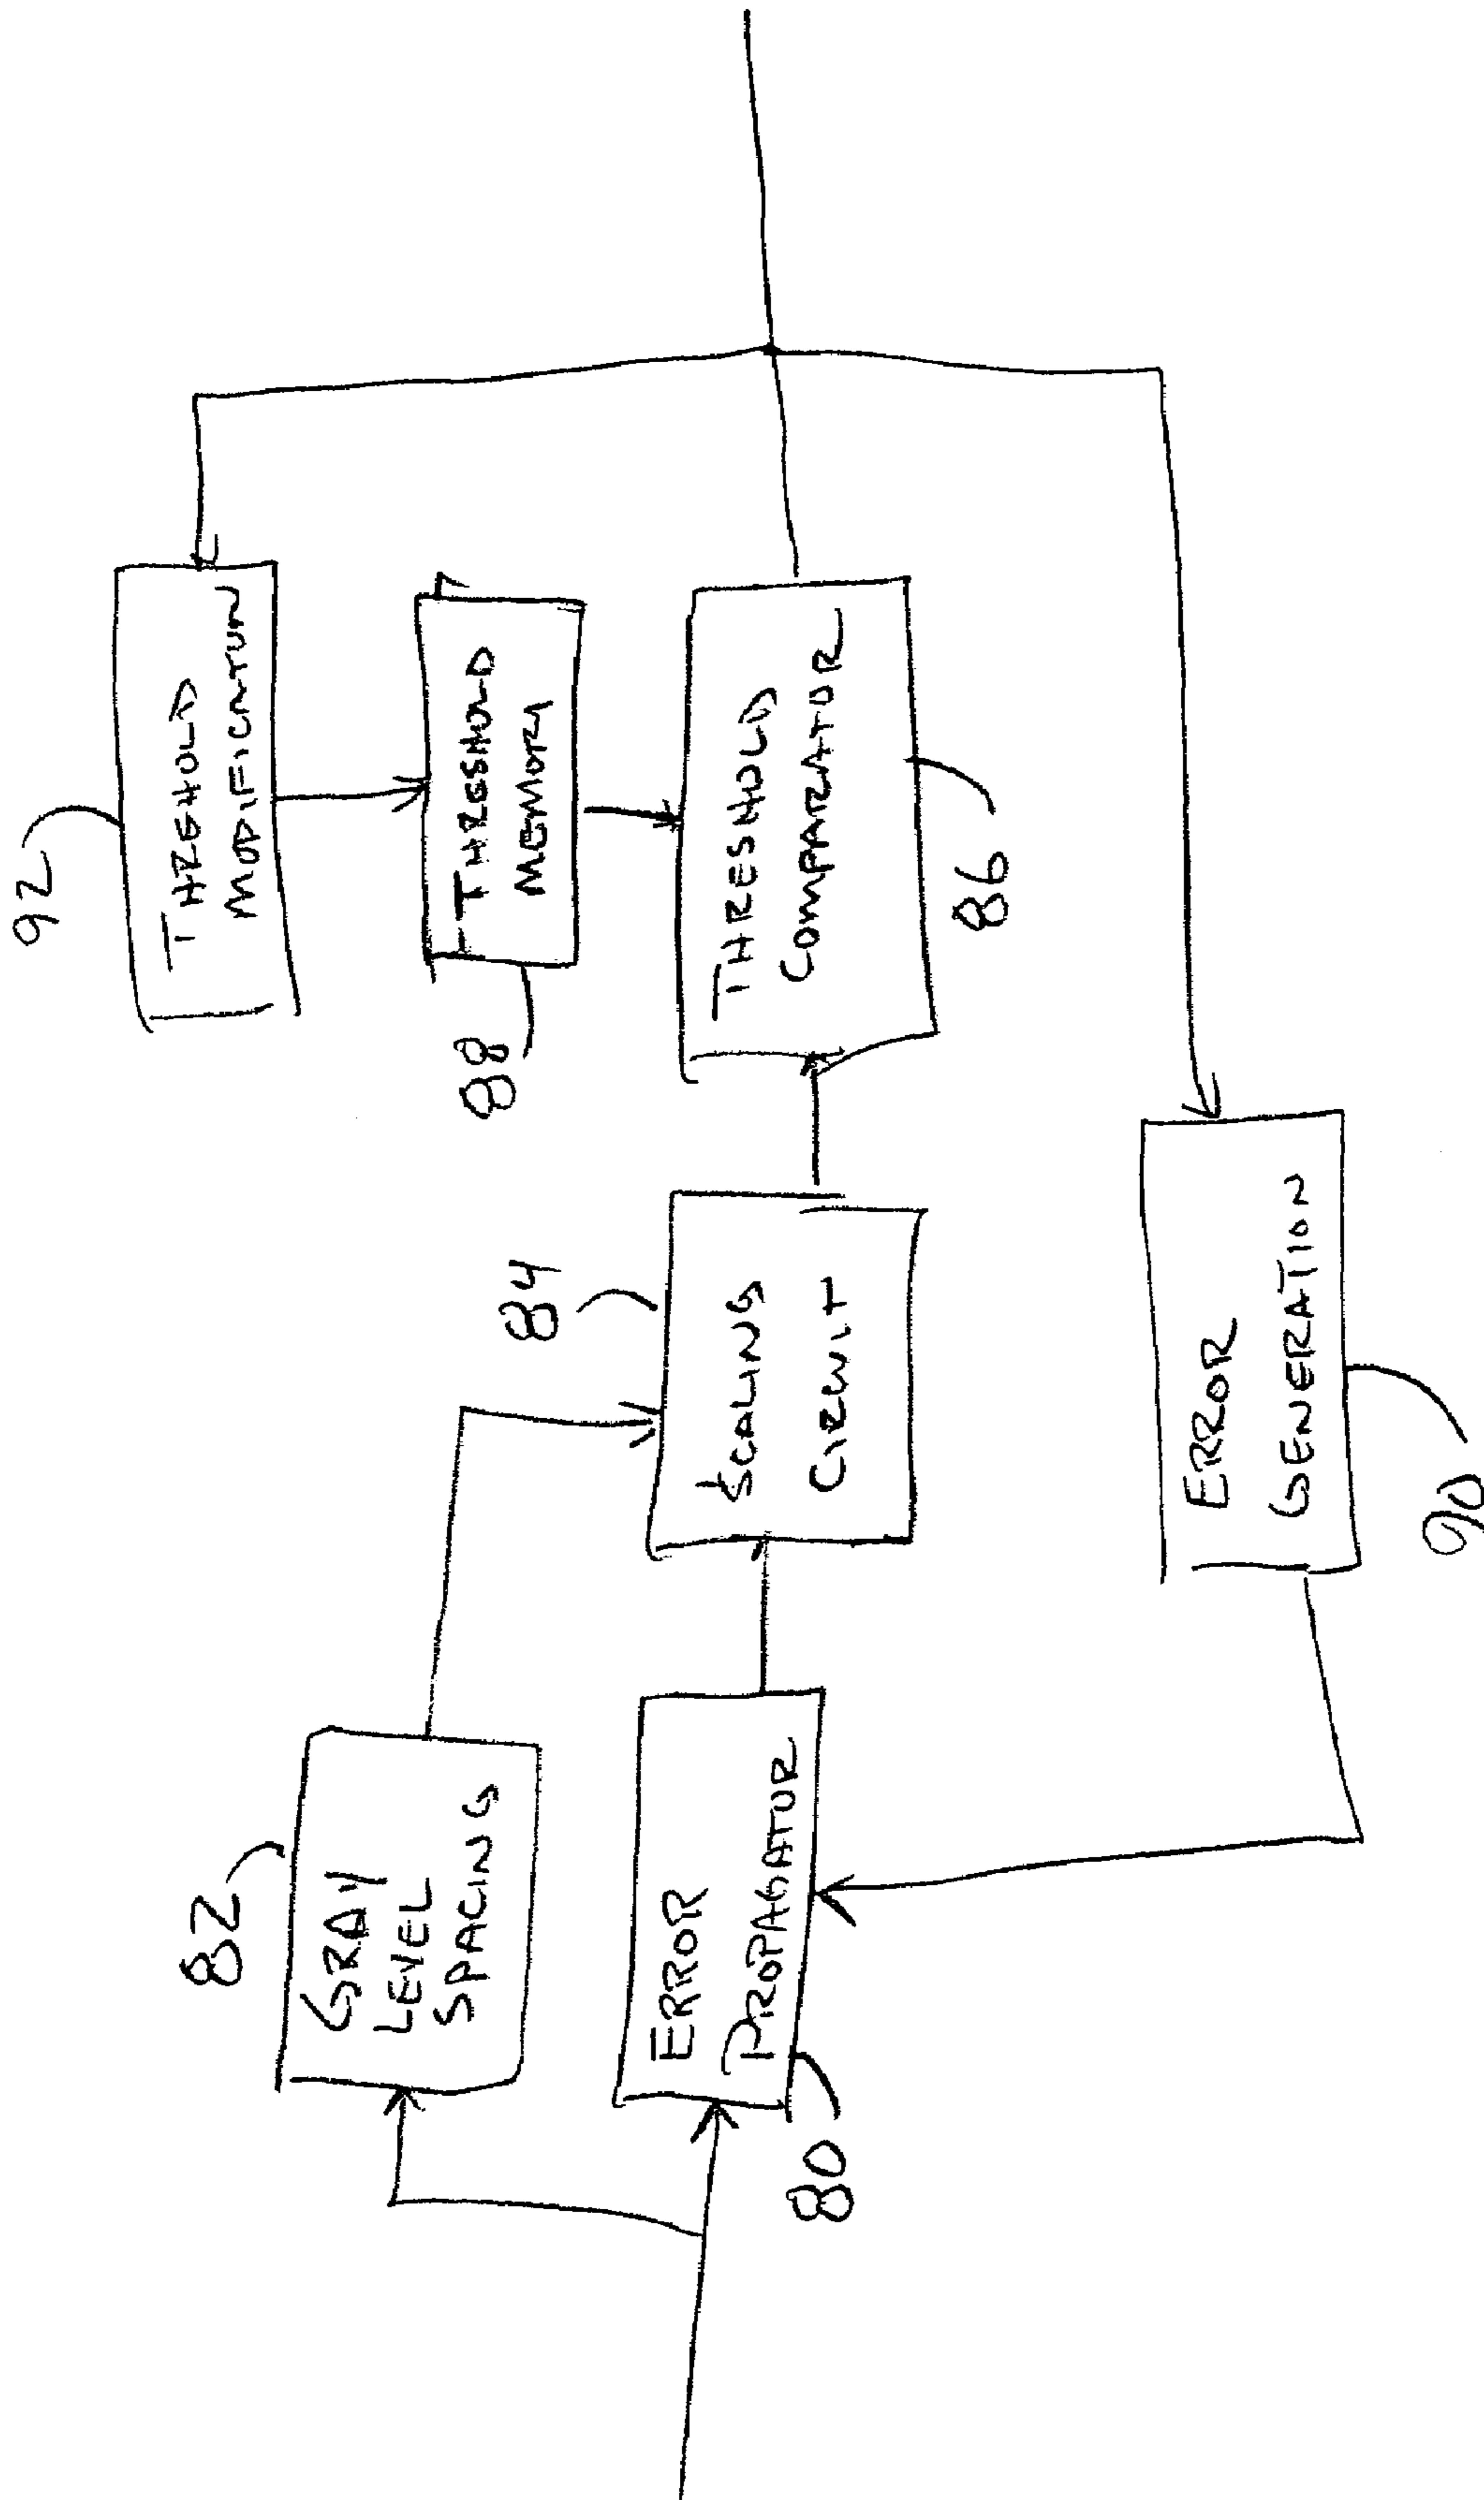 92
THRESHOLD
MODIFICATION
88
THRESHOLD
MEMORY
THRESHOLD
COMPARATOR
86
84
SCALING
CIRCUIT
82
GRAY
LEVEL
SPACING
ERROR
PROPAGATOR
80
ERROR
GENERATION
90